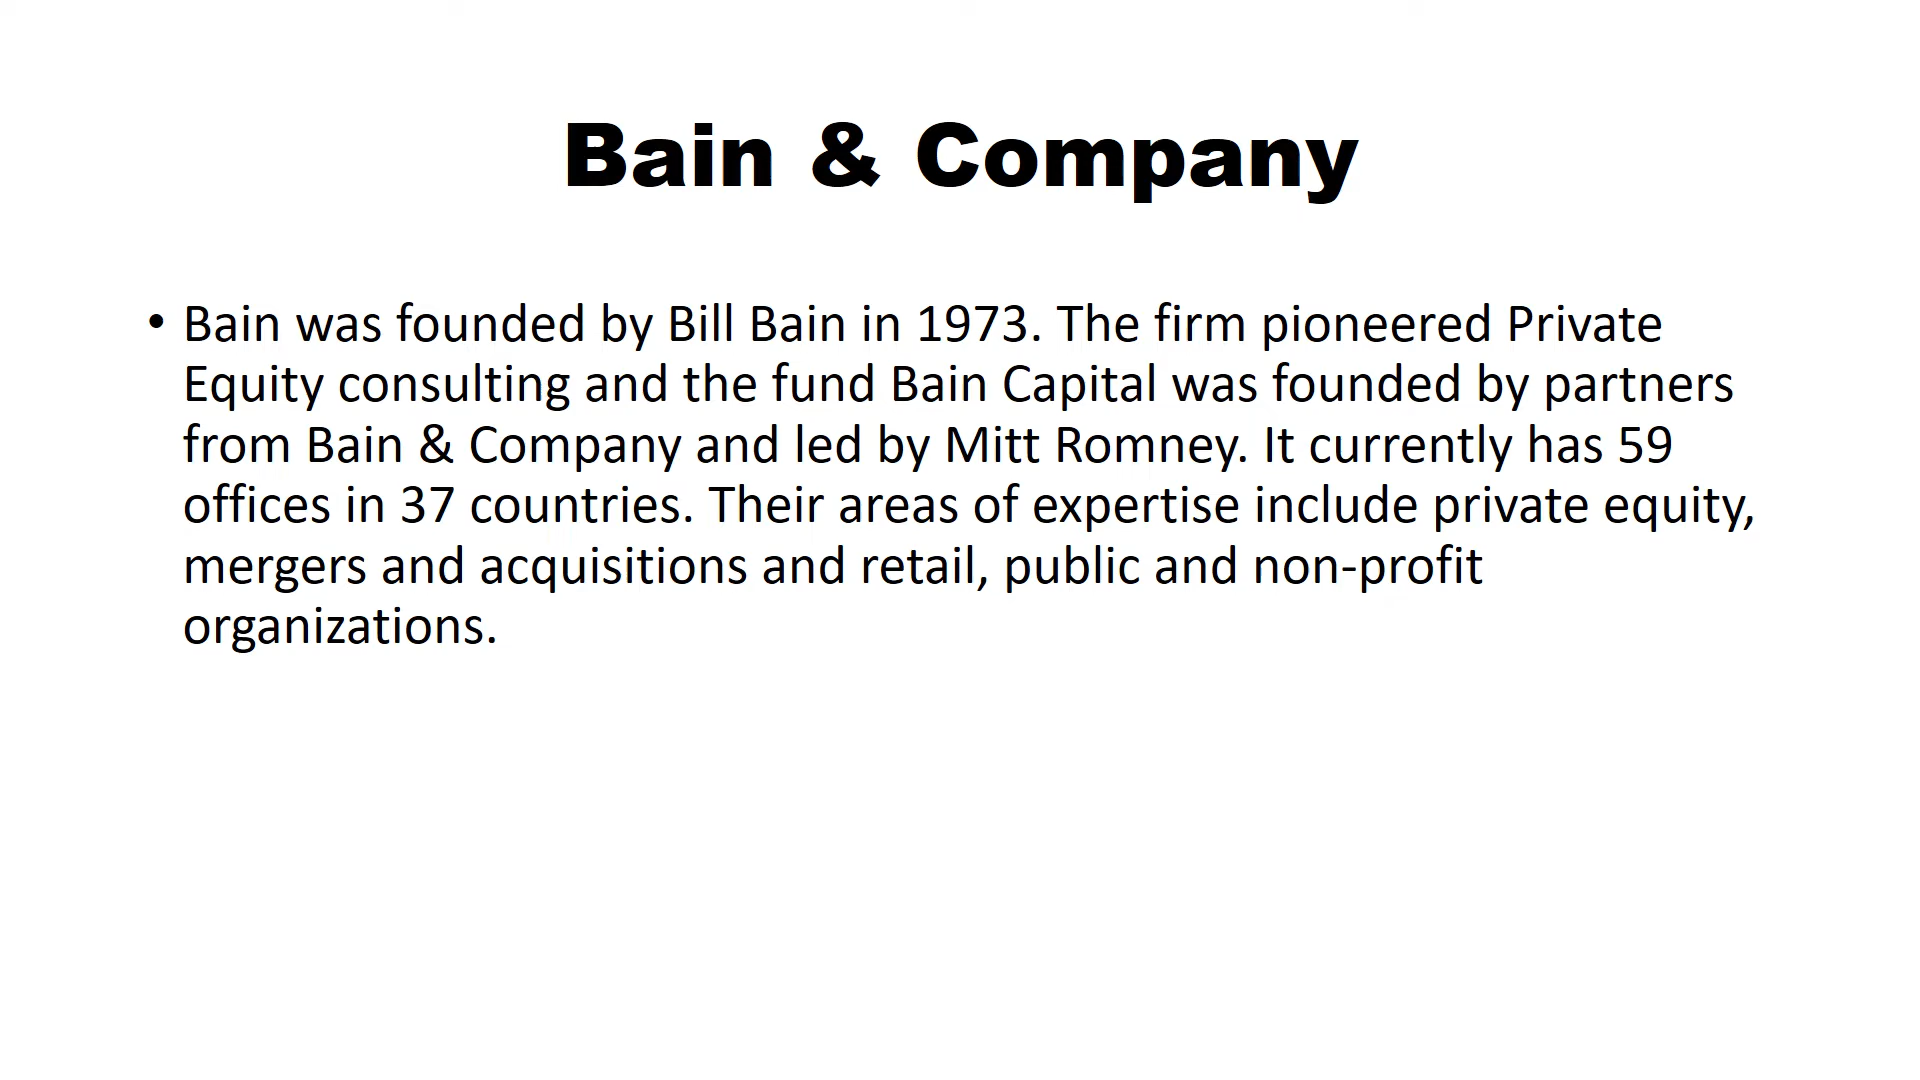 Bain & Company
• Bain was founded by Bill Bain in 1973. The firm pioneered Private
Equity consulting and the fund Bain Capital was founded by partners
from Bain & Company and led by Mitt Romney. It currently has 59
offices in 37 countries. Their areas of expertise include private equity,
mergers and acquisitions and retail, public and non-profit
organizations.